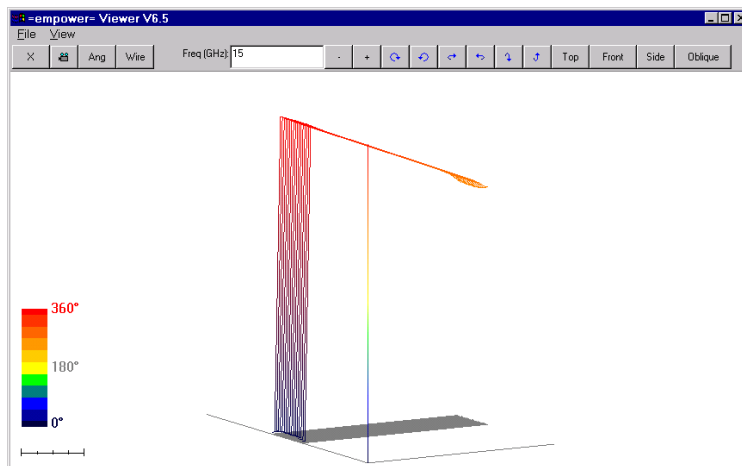 =empower= Viewer V6.5
File View
X Ang Wire Freq (GHz): 15 - + Top Front Side Oblique
360°
180°
0°